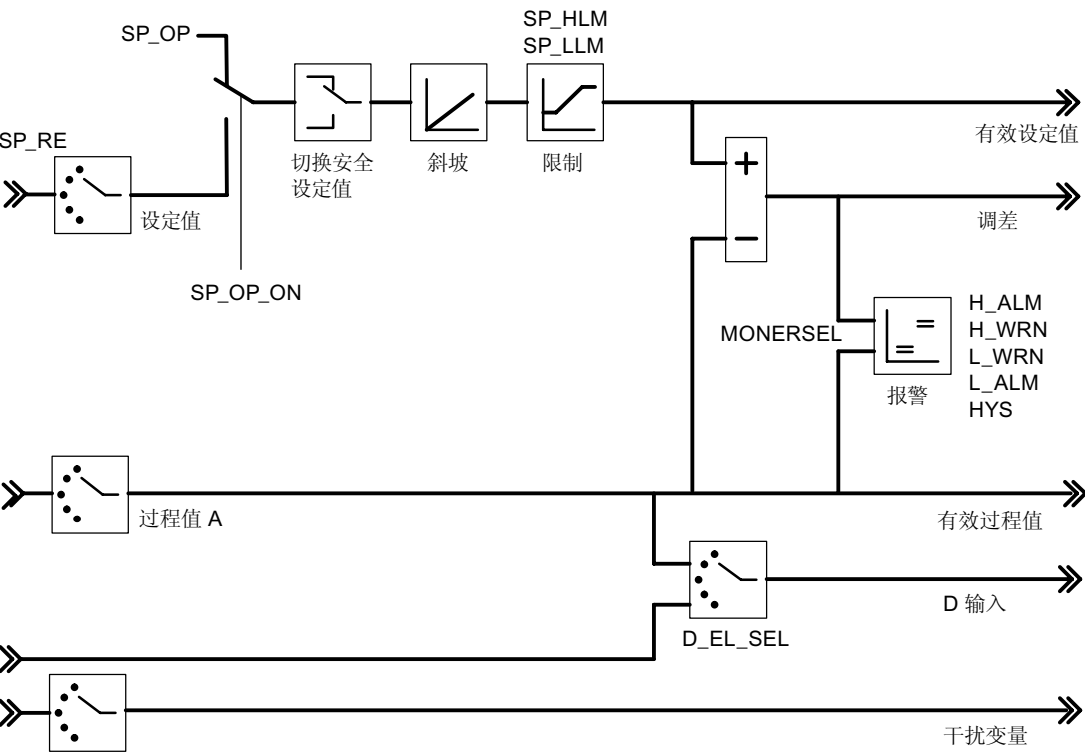 SP_HLM
SP_OP
SP_LLM
有效设定值
SP_RE
切换安全
设定值
斜坡
限制
设定值
调差
SP_OP_ON
H_ALM
MONERSEL
H_WRN
L_WRN
L_ALM
报警
HYS
过程值 A
有效过程值
D 输入
D_EL_SEL
干扰变量